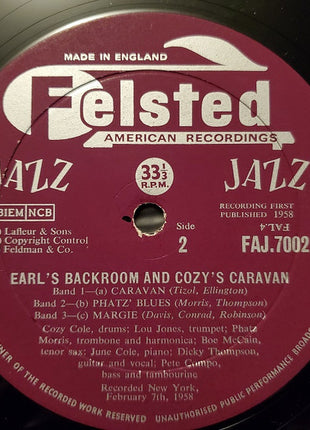 MADE IN ENGLAND
Felsted
AMERICAN RECORDINGS
JAZZ
33 1/3
R.P.M.
JAZZ
BIEM NCB
RECORDING FIRST
PUBLISHED 1958
) Lafleur & Sons
) Copyright Control
Feldman & Co.
Side
2
FAL.4
FAJ.7002
EARL'S BACKROOM AND COZY'S CARAVAN
Band 1—(a) CARAVAN (Tizol, Ellington)
Band 2—(b) PHATZ' BLUES (Morris, Thompson)
Band 3—(c) MARGIE (Davis, Conrad, Robinson)
Cozy Cole, drums; Lou Jones, trumpet; Phatz
Morris, trombone and harmonica; Boe McCain,
tenor sax; June Cole, piano; Dicky Thompson,
guitar and vocal; Pete Compo,
bass and tambourine
Recorded New York,
February 7th, 1958
OF THE RECORDED WORK RESERVED UNAUTHORISED PUBLIC PERFORMANCE BROAD